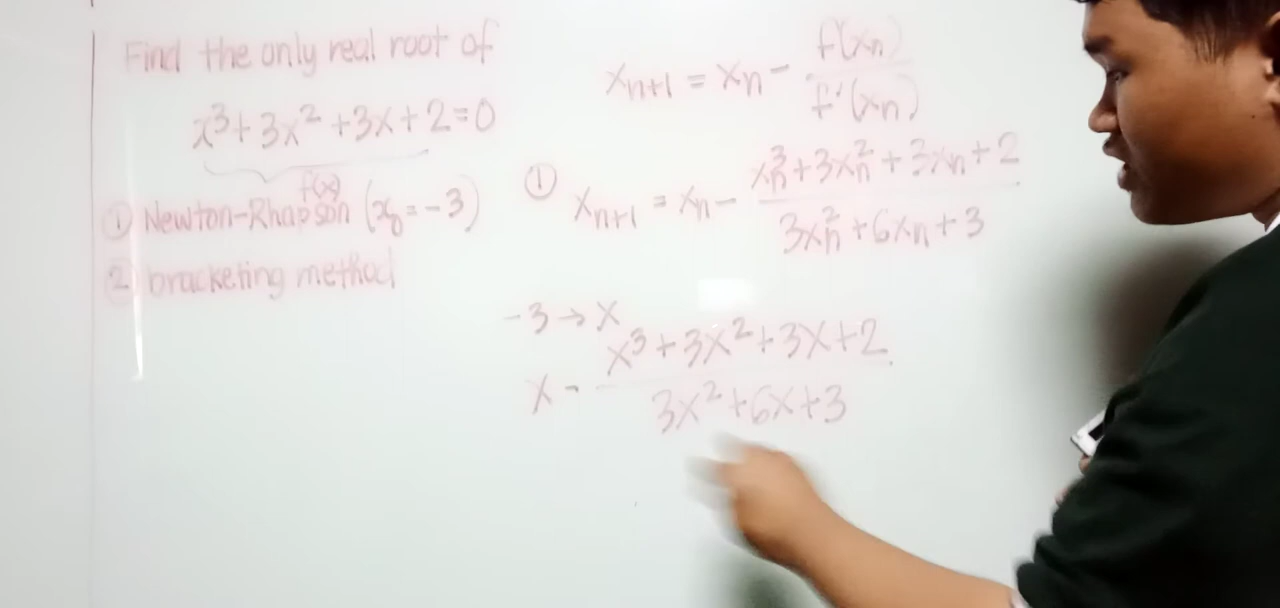 Find the only real root of
x³+3x²+3x+2=0
f(x)
① Newton-Rhapson (x₀=-3)
② bracketing method
xₙ₊₁ = xₙ - f(xₙ)/f'(xₙ)
① xₙ₊₁ = xₙ - (xₙ³+3xₙ²+3xₙ+2)/(3xₙ²+6xₙ+3)
-3→X
X - (X³+3X²+3X+2)/(3X²+6X+3)